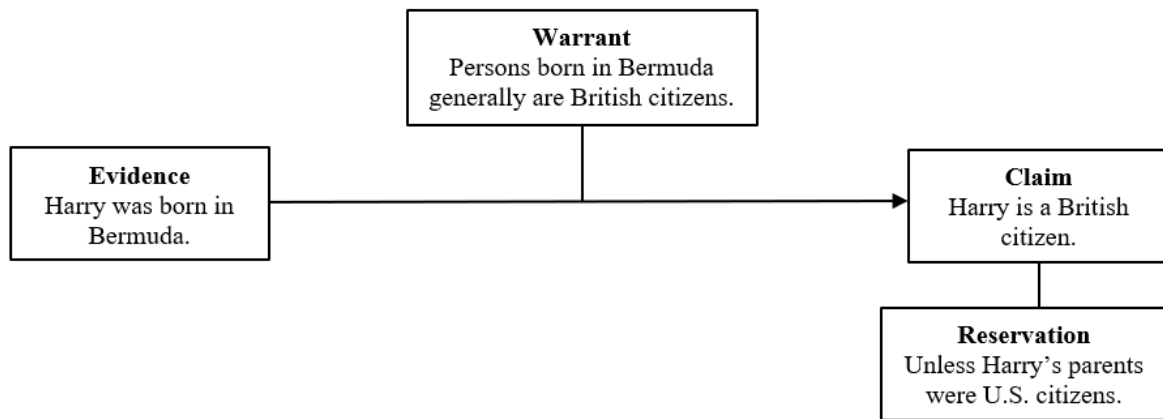 Warrant
Persons born in Bermuda
generally are British citizens.
Evidence
Harry was born in
Bermuda.
Claim
Harry is a British
citizen.
Reservation
Unless Harry’s parents
were U.S. citizens.